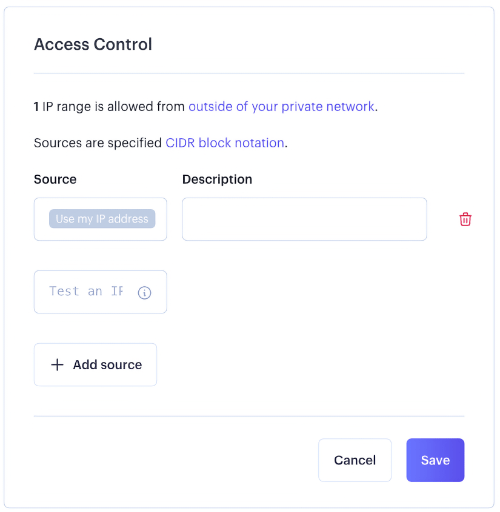 Access Control
1 IP range is allowed from outside of your private network.
Sources are specified CIDR block notation.
Source Description
Use my IP address
Test an IP
Add source
Cancel Save